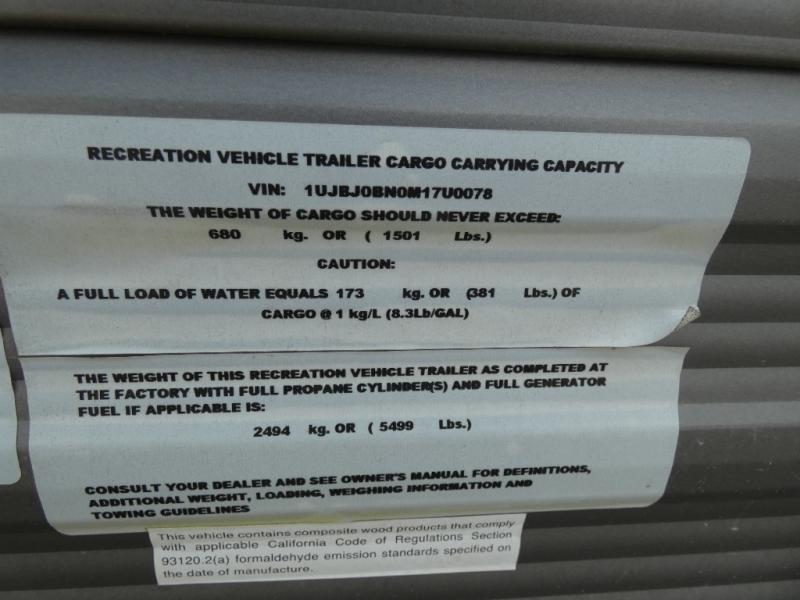 RECREATION VEHICLE TRAILER CARGO CARRYING CAPACITY
VIN: 1UJBJ0BN0M17U0078
THE WEIGHT OF CARGO SHOULD NEVER EXCEED:
680 kg. OR ( 1501 Lbs.)
CAUTION:
A FULL LOAD OF WATER EQUALS 173 kg. OR (381 Lbs.) OF
CARGO @ 1 kg/L (8.3Lb/GAL)
THE WEIGHT OF THIS RECREATION VEHICLE TRAILER AS COMPLETED AT
THE FACTORY WITH FULL PROPANE CYLINDER(S) AND FULL GENERATOR
FUEL IF APPLICABLE IS:
2494 kg. OR ( 5499 Lbs.)
CONSULT YOUR DEALER AND SEE OWNER'S MANUAL FOR DEFINITIONS,
ADDITIONAL WEIGHT, LOADING, WEIGHING INFORMATION AND
TOWING GUIDELINES
This vehicle contains composite wood products that comply
with applicable California Code of Regulations Section
93120.2(a) formaldehyde emission standards specified on
the date of manufacture.